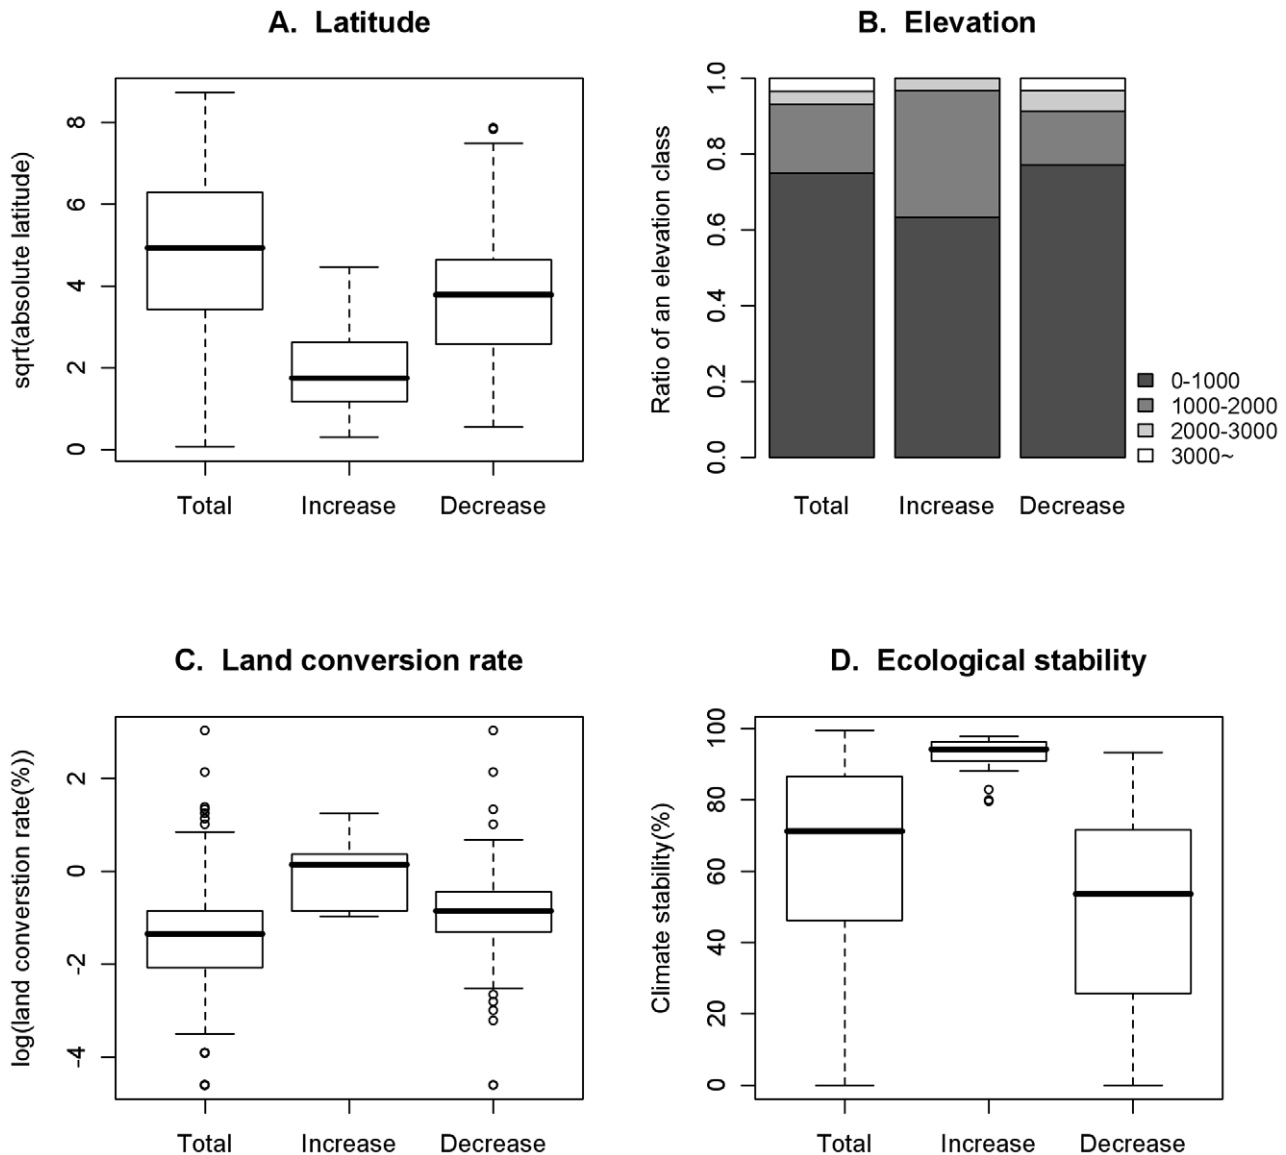 A.  Latitude
sqrt(absolute latitude)
8
6
4
2
0
Total Increase Decrease
B.  Elevation
Ratio of an elevation class
1.0
0.8
0.6
0.4
0.2
0.0
Total Increase Decrease
0-1000
1000-2000
2000-3000
3000~
C.  Land conversion rate
log(land converstion rate(%))
2
0
-2
-4
Total Increase Decrease
D.  Ecological stability
Climate stability(%)
100
80
60
40
20
0
Total Increase Decrease